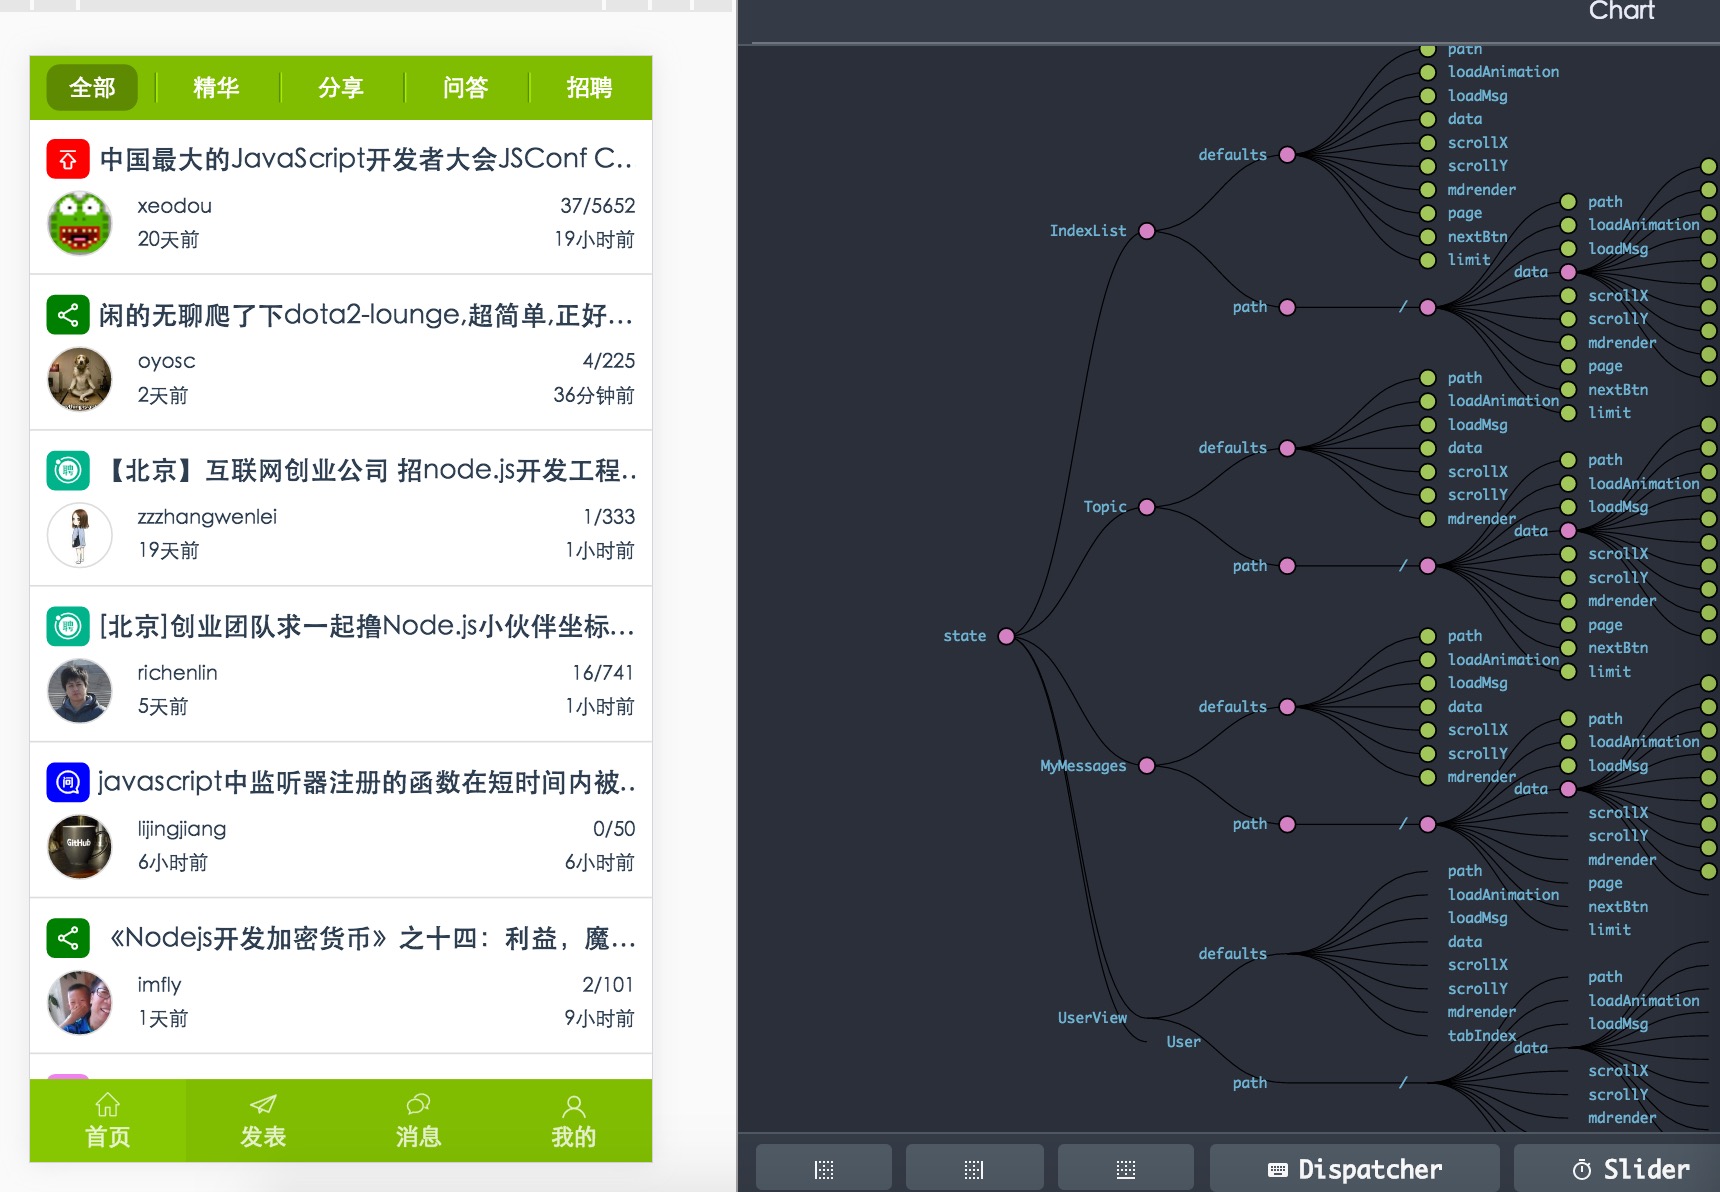 全部 精华 分享 问答 招聘
中国最大的JavaScript开发者大会JSConf C..
xeodou 37/5652
20天前 19小时前
闲的无聊爬了下dota2-lounge,超简单,正好...
oyosc 4/225
2天前 36分钟前
【北京】互联网创业公司 招node.js开发工程..
聘
zzzhangwenlei 1/333
19天前 1小时前
[北京]创业团队求一起撸Node.js小伙伴坐标...
聘
richenlin 16/741
5天前 1小时前
javascript中监听器注册的函数在短时间内被..
问
lijingjiang 0/50
GitHub
6小时前 6小时前
《Nodejs开发加密货币》之十四：利益，魔...
imfly 2/101
1天前 9小时前
首页 发表 消息 我的
Chart
state
IndexList
defaults
path
loadAnimation
loadMsg
data
scrollX
scrollY
mdrender
page
nextBtn
limit
path
/
path
loadAnimation
loadMsg
data
scrollX
scrollY
mdrender
page
nextBtn
limit
Topic
defaults
path
loadAnimation
loadMsg
data
scrollX
scrollY
mdrender
path
/
path
loadAnimation
loadMsg
data
scrollX
scrollY
mdrender
page
nextBtn
limit
MyMessages
defaults
path
loadAnimation
loadMsg
data
scrollX
scrollY
mdrender
path
/
path
loadAnimation
loadMsg
data
scrollX
scrollY
mdrender
page
nextBtn
limit
UserView
defaults
path
loadAnimation
loadMsg
data
scrollX
scrollY
mdrender
tabIndex
path
/
path
loadAnimation
loadMsg
data
scrollX
scrollY
mdrender
User
Dispatcher
Slider